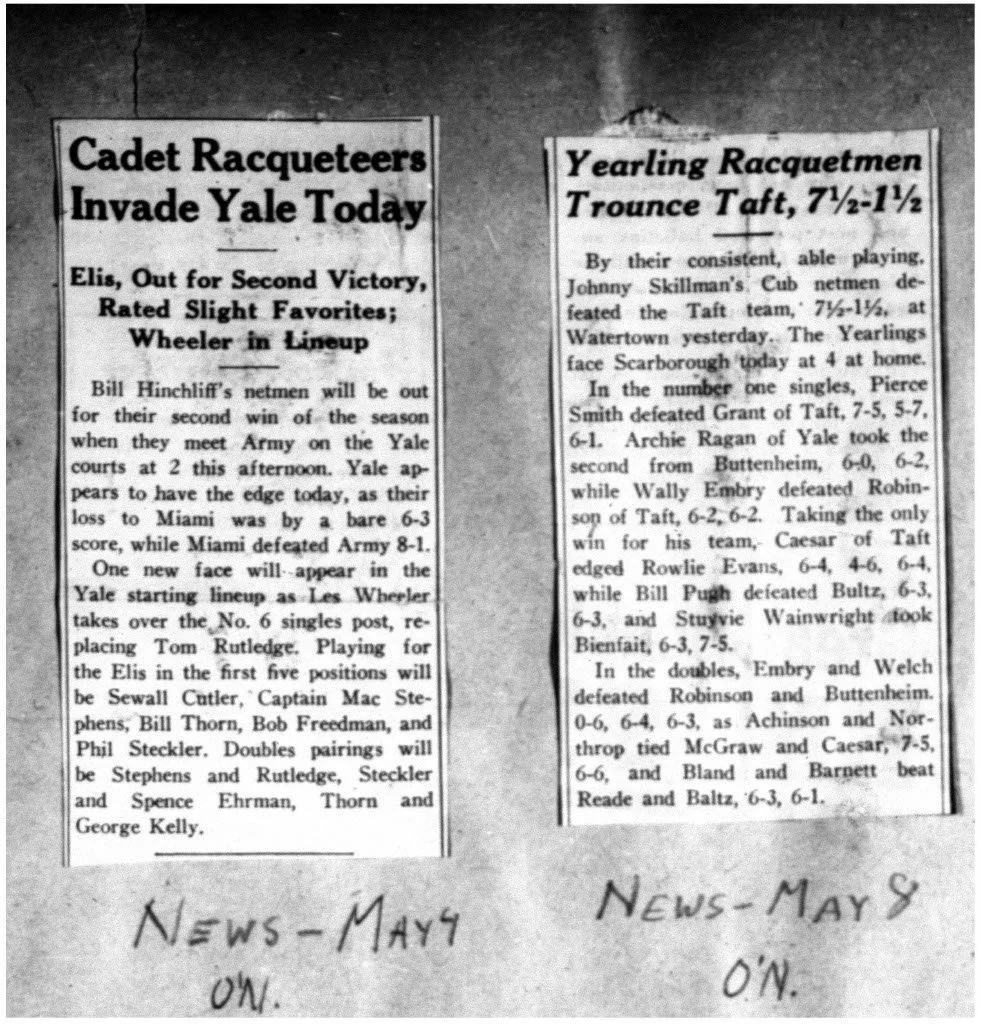 Cadet Racqueteers
Invade Yale Today
Elis, Out for Second Victory,
Rated Slight Favorites;
Wheeler in Lineup
Bill Hinchliff's netmen will be out
for their second win of the season
when they meet Army on the Yale
courts at 2 this afternoon. Yale ap-
pears to have the edge today, as their
loss to Miami was by a bare 6-3
score, while Miami defeated Army 8-1.
One new face will appear in the
Yale starting lineup as Les Wheeler
takes over the No. 6 singles post, re-
placing Tom Rutledge. Playing for
the Elis in the first five positions will
be Sewall Cutler, Captain Mac Ste-
phens, Bill Thorn, Bob Freedman, and
Phil Steckler. Doubles pairings will
be Stephens and Rutledge, Steckler
and Spence Ehrman, Thorn and
George Kelly.
NEWS - MAY 4
O'N.
Yearling Racquetmen
Trounce Taft, 7½-1½
By their consistent, able playing,
Johnny Skillman's Cub netmen de-
feated the Taft team, 7½-1½, at
Watertown yesterday. The Yearlings
face Scarborough today at 4 at home.
In the number one singles, Pierce
Smith defeated Grant of Taft, 7-5, 5-7,
6-1. Archie Ragan of Yale took the
second from Buttenheim, 6-0, 6-2,
while Wally Embry defeated Robin-
son of Taft, 6-2, 6-2. Taking the only
win for his team, Caesar of Taft
edged Rowlie Evans, 6-4, 4-6, 6-4,
while Bill Pugh defeated Bultz, 6-3,
6-3, and Stuyvie Wainwright took
Bienfait, 6-3, 7-5.
In the doubles, Embry and Welch
defeated Robinson and Buttenheim.
0-6, 6-4, 6-3, as Achinson and Nor-
throp tied McGraw and Caesar, 7-5,
6-6, and Bland and Barnett beat
Reade and Baltz, 6-3, 6-1.
NEWS - MAY 8
O'N.